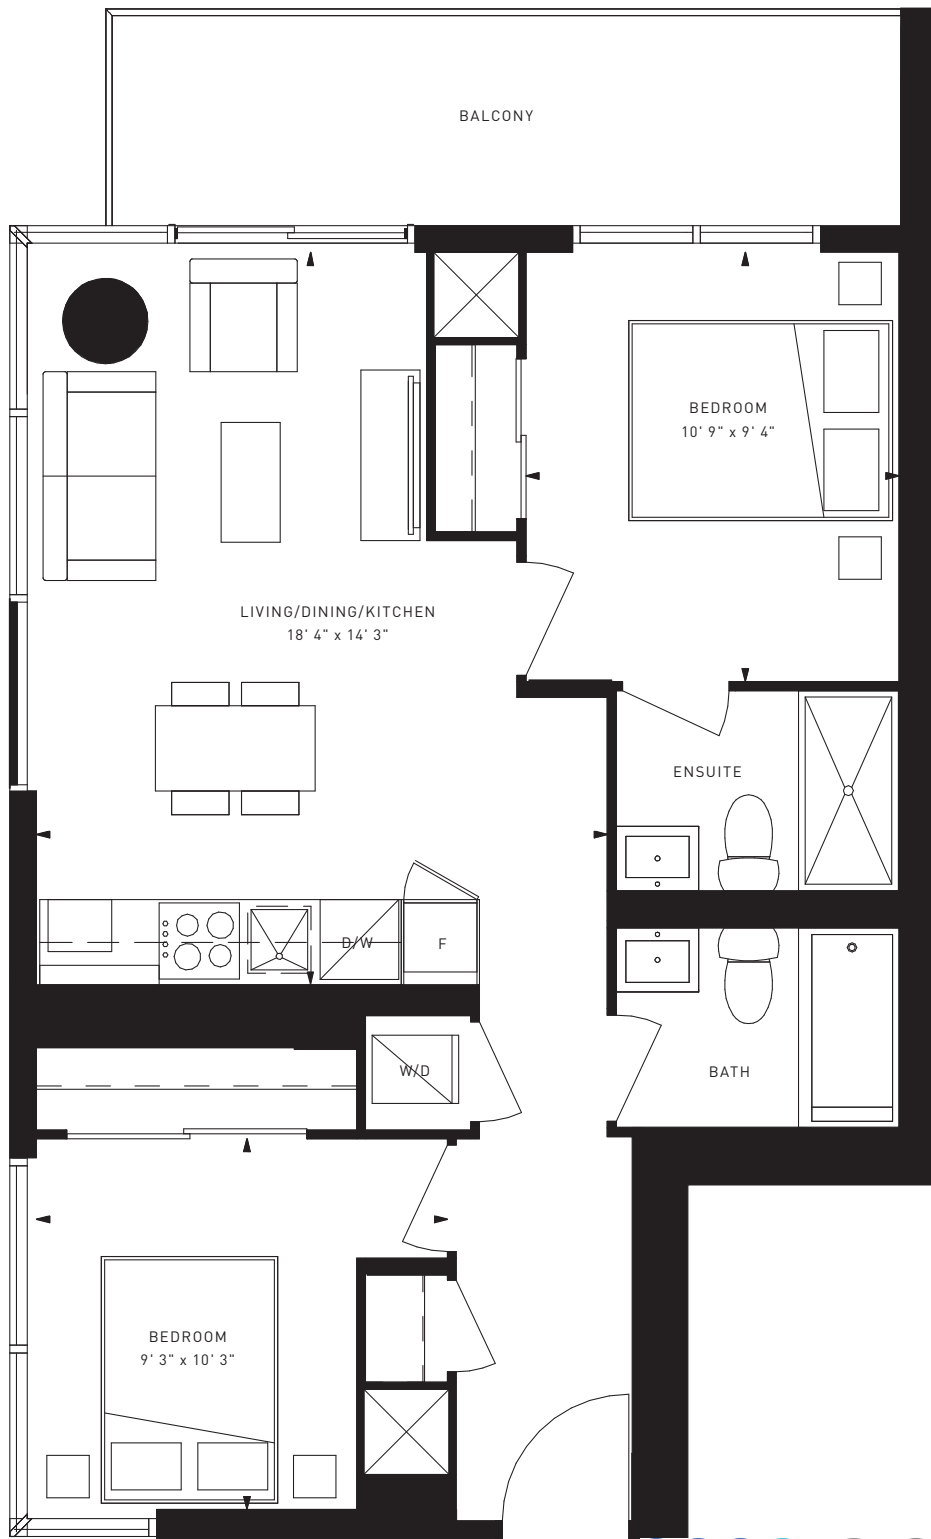 BALCONY
BEDROOM
10' 9" x 9' 4"
LIVING/DINING/KITCHEN
18' 4" x 14' 3"
ENSUITE
D/W
F
W/D
BATH
BEDROOM
9' 3" x 10' 3"